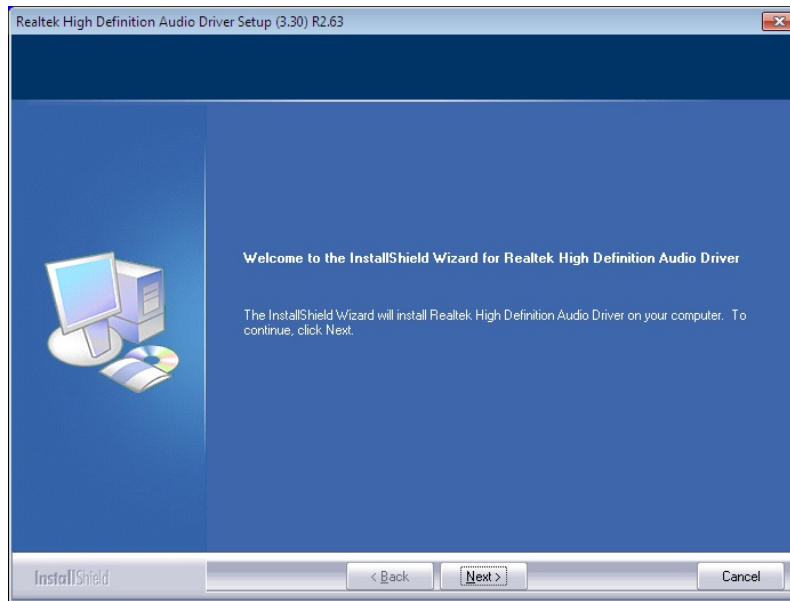 Realtek High Definition Audio Driver Setup (3.30) R2.63
Welcome to the InstallShield Wizard for Realtek High Definition Audio Driver
The InstallShield Wizard will install Realtek High Definition Audio Driver on your computer. To
continue, click Next.
InstallShield
< Back
Next >
Cancel